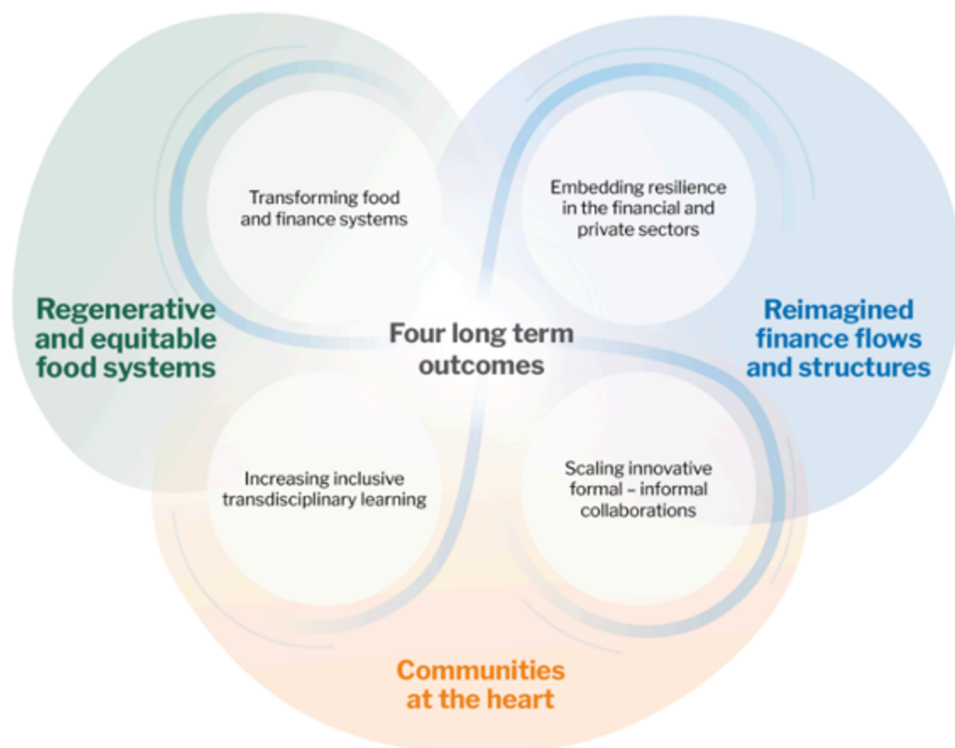 Transforming food
and finance systems
Embedding resilience
in the financial and
private sectors
Regenerative
and equitable
food systems
Four long term
outcomes
Reimagined
finance flows
and structures
Increasing inclusive
transdisciplinary learning
Scaling innovative
formal – informal
collaborations
Communities
at the heart